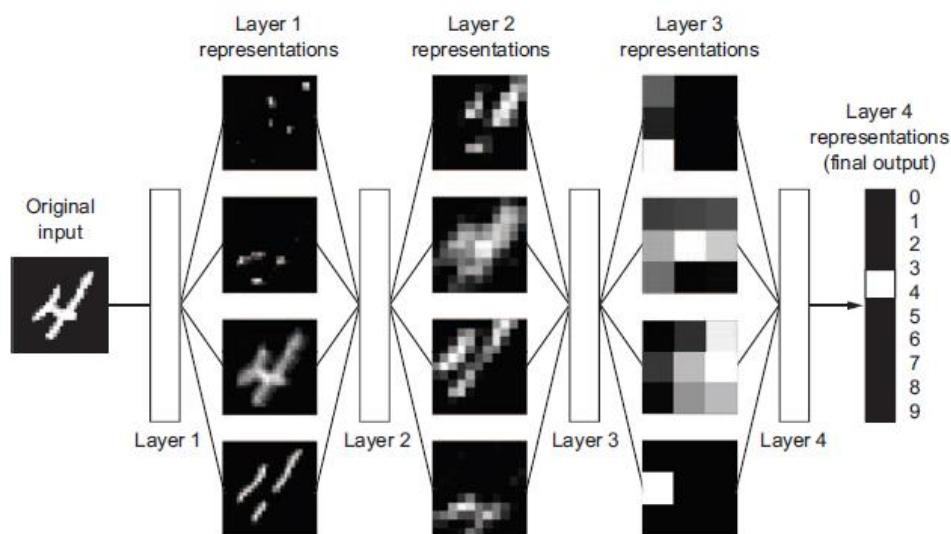 Layer 1
representations
Layer 2
representations
Layer 3
representations
Layer 4
representations
(final output)
Original
input
0
1
2
3
4
5
6
7
8
9
Layer 1
Layer 2
Layer 3
Layer 4